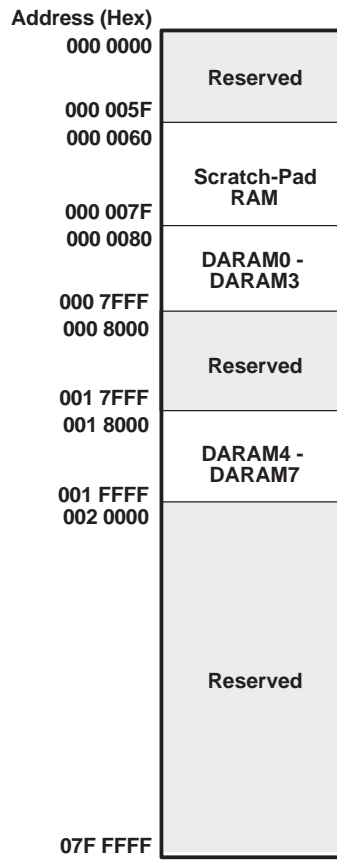 Address (Hex)
000 0000
Reserved
000 005F
000 0060
Scratch-Pad
RAM
000 007F
000 0080
DARAM0 -
DARAM3
000 7FFF
000 8000
Reserved
001 7FFF
001 8000
DARAM4 -
DARAM7
001 FFFF
002 0000
Reserved
07F FFFF